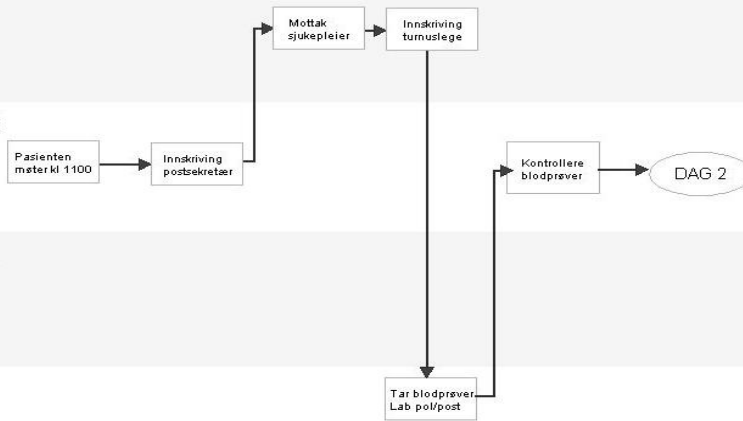 Mottak
sjukepleier
Innskriving
turnuslege
Pasienten
møter kl 1100
Innskriving
postsekretær
Kontrollere
blodprøver
DAG 2
Tar blodprøver
Lab pol/post